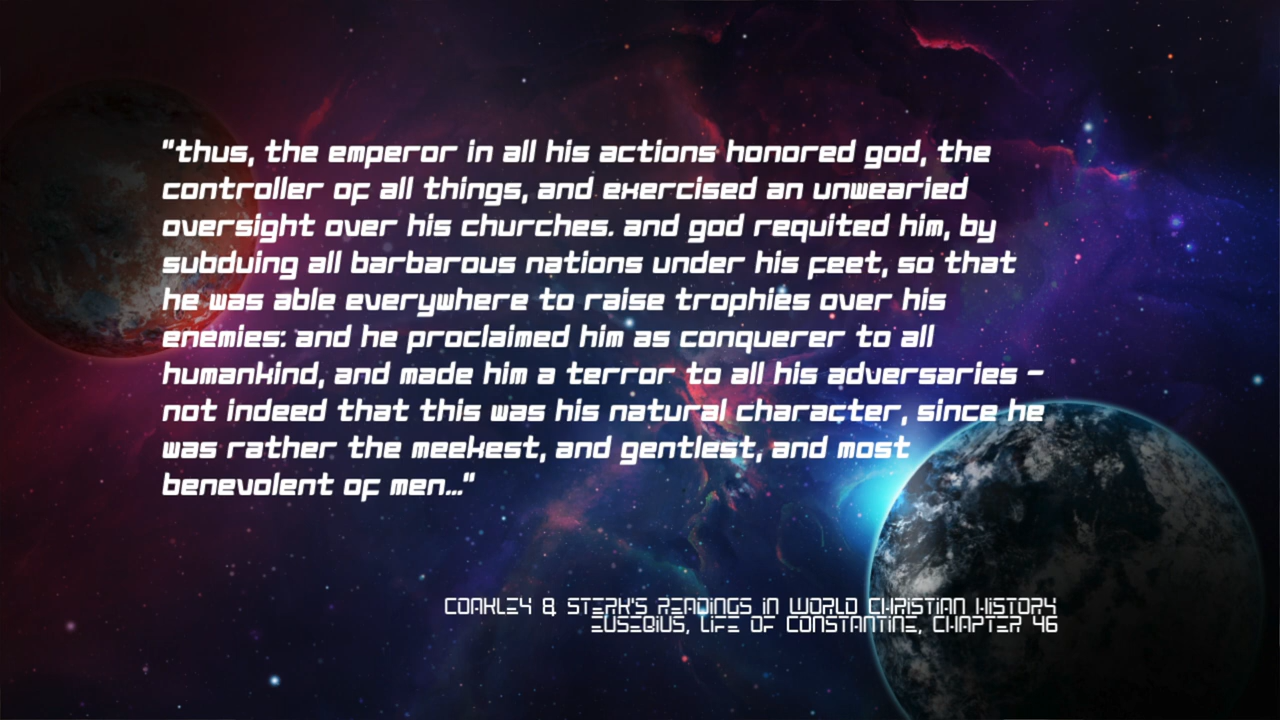 "thus, the emperor in all his actions honored god, the
controller of all things, and exercised an unwearied
oversight over his churches. and god requited him, by
subduing all barbarous nations under his feet, so that
he was able everywhere to raise trophies over his
enemies: and he proclaimed him as conquerer to all
humankind, and made him a terror to all his adversaries -
not indeed that this was his natural character, since he
was rather the meekest, and gentlest, and most
benevolent of men..."
COAKLEY & STERK'S READINGS IN WORLD CHRISTIAN HISTORY
EUSEBIUS, LIFE OF CONSTANTINE, CHAPTER 46